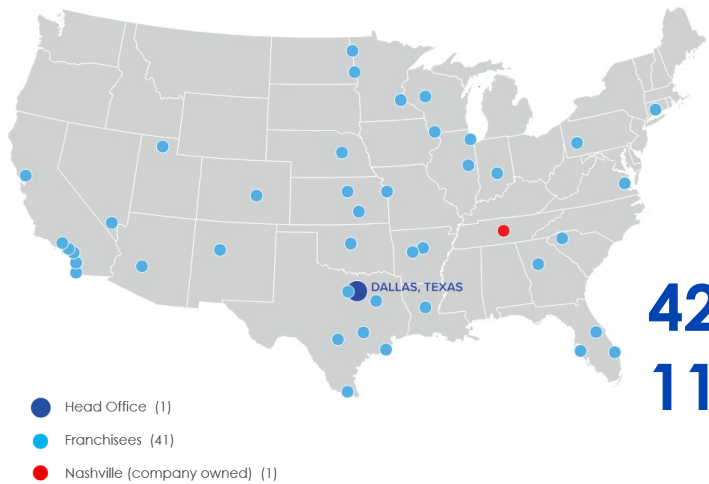 DALLAS, TEXAS
42
11
Head Office (1)
Franchisees (41)
Nashville (company owned) (1)